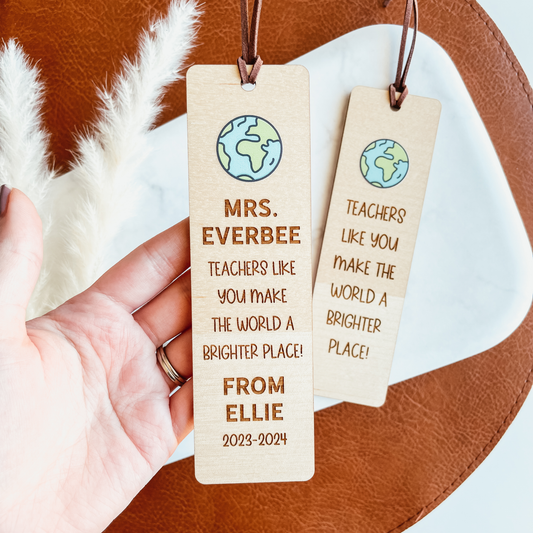 MRS.
EVERBEE
TEACHERS LIKE
YOU MAKE
THE WORLD A
BRIGHTER PLACE!
FROM
ELLIE
2023-2024
TEACHERS
LIKE YOU
MAKE THE
WORLD A
BRIGHTER
PLACE!